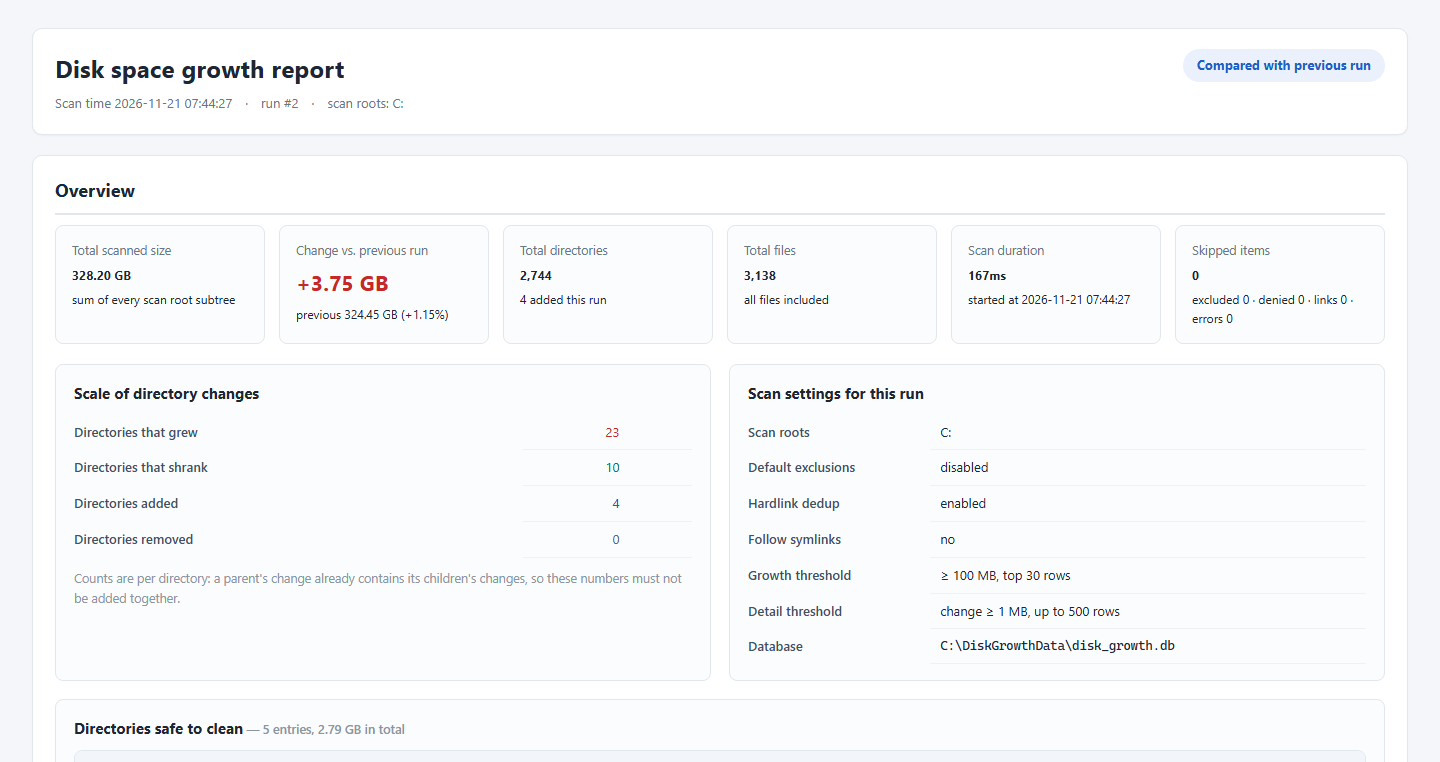 Disk space growth report
Compared with previous run
Scan time 2026-11-21 07:44:27 · run #2 · scan roots: C:
Overview
Total scanned size
328.20 GB
sum of every scan root subtree
Change vs. previous run
+3.75 GB
previous 324.45 GB (+1.15%)
Total directories
2,744
4 added this run
Total files
3,138
all files included
Scan duration
167ms
started at 2026-11-21 07:44:27
Skipped items
0
excluded 0 · denied 0 · links 0 ·
errors 0
Scale of directory changes
Directories that grew 23
Directories that shrank 10
Directories added 4
Directories removed 0
Counts are per directory: a parent's change already contains its children's changes, so these numbers must not
be added together.
Scan settings for this run
Scan roots C:
Default exclusions disabled
Hardlink dedup enabled
Follow symlinks no
Growth threshold ≥ 100 MB, top 30 rows
Detail threshold change ≥ 1 MB, up to 500 rows
Database C:\DiskGrowthData\disk_growth.db
Directories safe to clean — 5 entries, 2.79 GB in total